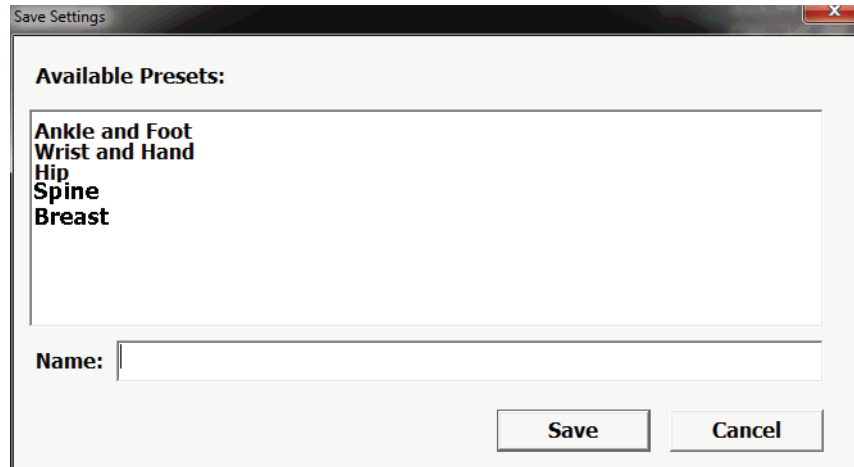 Save Settings
Available Presets:
Ankle and Foot
Wrist and Hand
Hip
Spine
Breast
Name:
Save Cancel